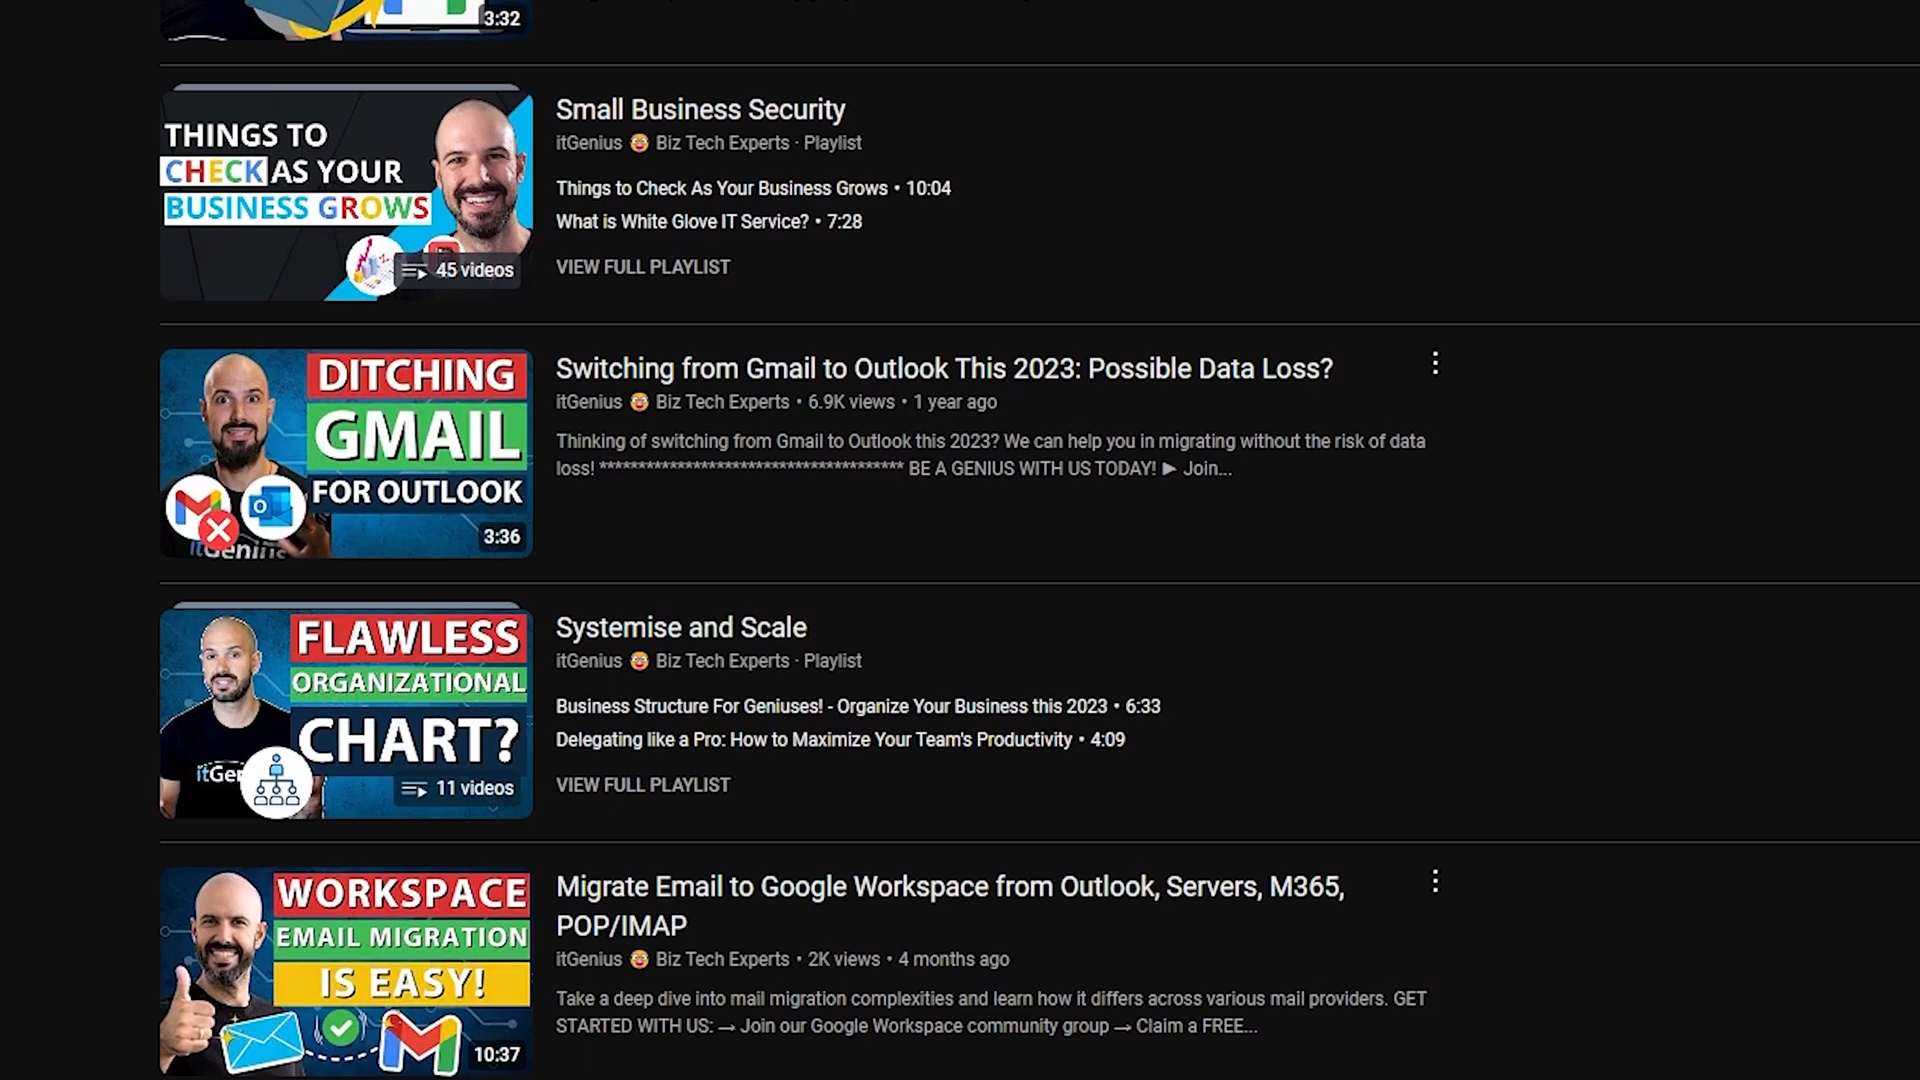 3:32
THINGS TO
CHECK AS YOUR
BUSINESS GROWS
45 videos
Small Business Security
itGenius 🤓 Biz Tech Experts · Playlist
Things to Check As Your Business Grows • 10:04
What is White Glove IT Service? • 7:28
VIEW FULL PLAYLIST
DITCHING
GMAIL
FOR OUTLOOK
itGenius
3:36
Switching from Gmail to Outlook This 2023: Possible Data Loss?
itGenius 🤓 Biz Tech Experts • 6.9K views • 1 year ago
Thinking of switching from Gmail to Outlook this 2023? We can help you in migrating without the risk of data
loss! *************************************** BE A GENIUS WITH US TODAY! ► Join...
FLAWLESS
ORGANIZATIONAL
CHART?
itGen
11 videos
Systemise and Scale
itGenius 🤓 Biz Tech Experts · Playlist
Business Structure For Geniuses! - Organize Your Business this 2023 • 6:33
Delegating like a Pro: How to Maximize Your Team's Productivity • 4:09
VIEW FULL PLAYLIST
WORKSPACE
EMAIL MIGRATION
IS EASY!
10:37
Migrate Email to Google Workspace from Outlook, Servers, M365,
POP/IMAP
itGenius 🤓 Biz Tech Experts • 2K views • 4 months ago
Take a deep dive into mail migration complexities and learn how it differs across various mail providers. GET
STARTED WITH US: → Join our Google Workspace community group → Claim a FREE...